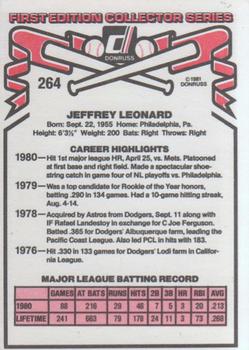 FIRST EDITION COLLECTOR SERIES
DONRUSS
264
©1981
DONRUSS
JEFFREY LEONARD
Born: Sept. 22, 1955 Home: Philadelphia, Pa.
Height: 6'3½" Weight: 200 Bats: Right Throws: Right
CAREER HIGHLIGHTS
1980—Hit 1st major league HR, April 25, vs. Mets. Platooned
at first base and right field. Made a spectacular shoe-
string catch in game four of NL playoffs vs. Phillies.
1979—Was a top candidate for Rookie of the Year honors,
batting .290 in 134 games. Had a 10-game hitting streak,
Aug. 4-14.
1978—Acquired by Astros from Dodgers, Sept. 11 along with
IF Rafael Landestoy in exchange for C Joe Ferguson.
Batted .365 for Dodgers' Albuquerque farm, leading the
Pacific Coast League. Also led PCL in hits with 183.
1976—Hit .330 in 133 games for Dodgers' Lodi farm in Califor-
nia League.
MAJOR LEAGUE BATTING RECORD
GAMES AT BATS RUNS HITS 2B 3B HR RBI AVG
1980 88 216 29 46 7 5 3 20 .213
LIFETIME 241 663 79 178 24 11 3 73 .268